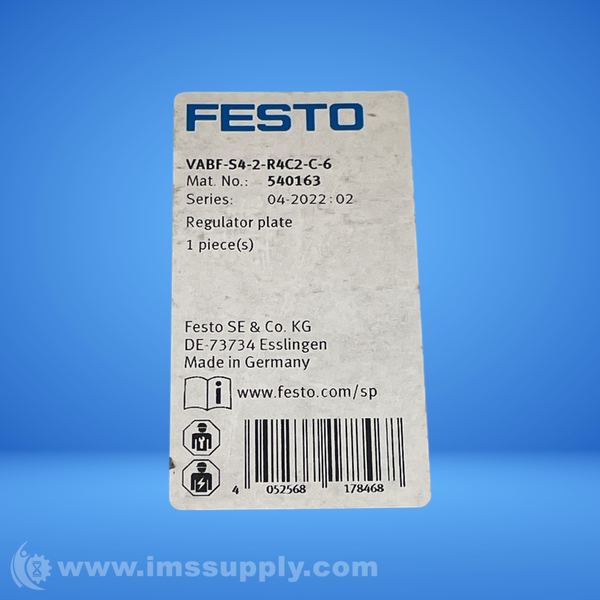 FESTO
VABF-S4-2-R4C2-C-6
Mat. No.: 540163
Series: 04-2022:02
Regulator plate
1 piece(s)
Festo SE & Co. KG
DE-73734 Esslingen
Made in Germany
www.festo.com/sp
4 052568 178468
www.imssupply.com